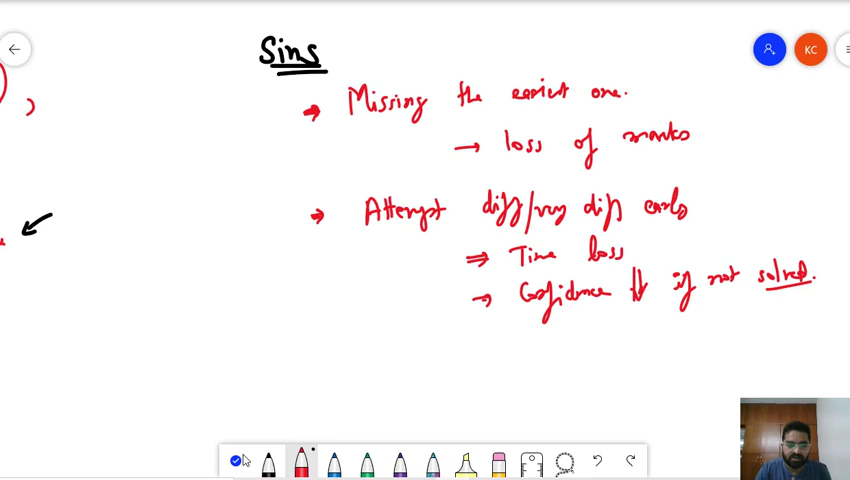 Sins
→ Missing the easiest one.
→ loss of marks
→ Attempt diff/very diff early
⇒ Time loss
→ Confidence ↓↓ if not solved.
KC